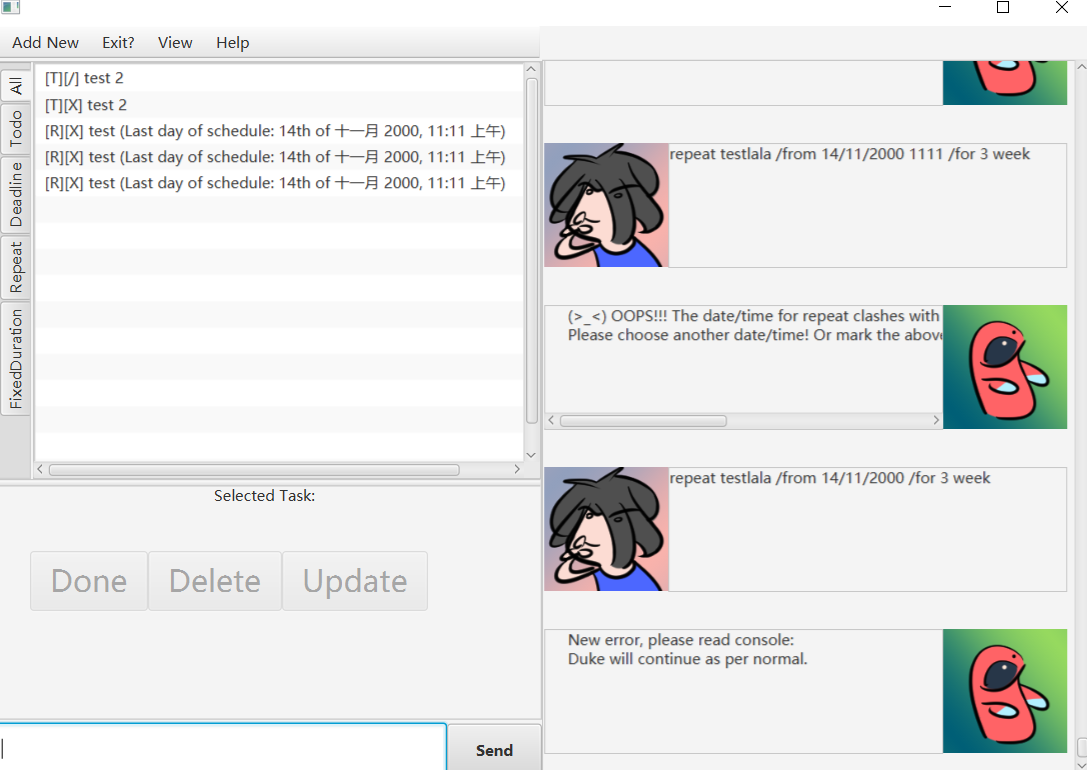 Add New Exit? View Help
All
Todo
Deadline
Repeat
FixedDuration
[T][/] test 2
[T][X] test 2
[R][X] test (Last day of schedule: 14th of 十一月 2000, 11:11 上午)
[R][X] test (Last day of schedule: 14th of 十一月 2000, 11:11 上午)
[R][X] test (Last day of schedule: 14th of 十一月 2000, 11:11 上午)
Selected Task:
Done Delete Update
Send
repeat testlala /from 14/11/2000 1111 /for 3 week
(>_<) OOPS!!! The date/time for repeat clashes with
Please choose another date/time! Or mark the above
repeat testlala /from 14/11/2000 /for 3 week
New error, please read console:
Duke will continue as per normal.